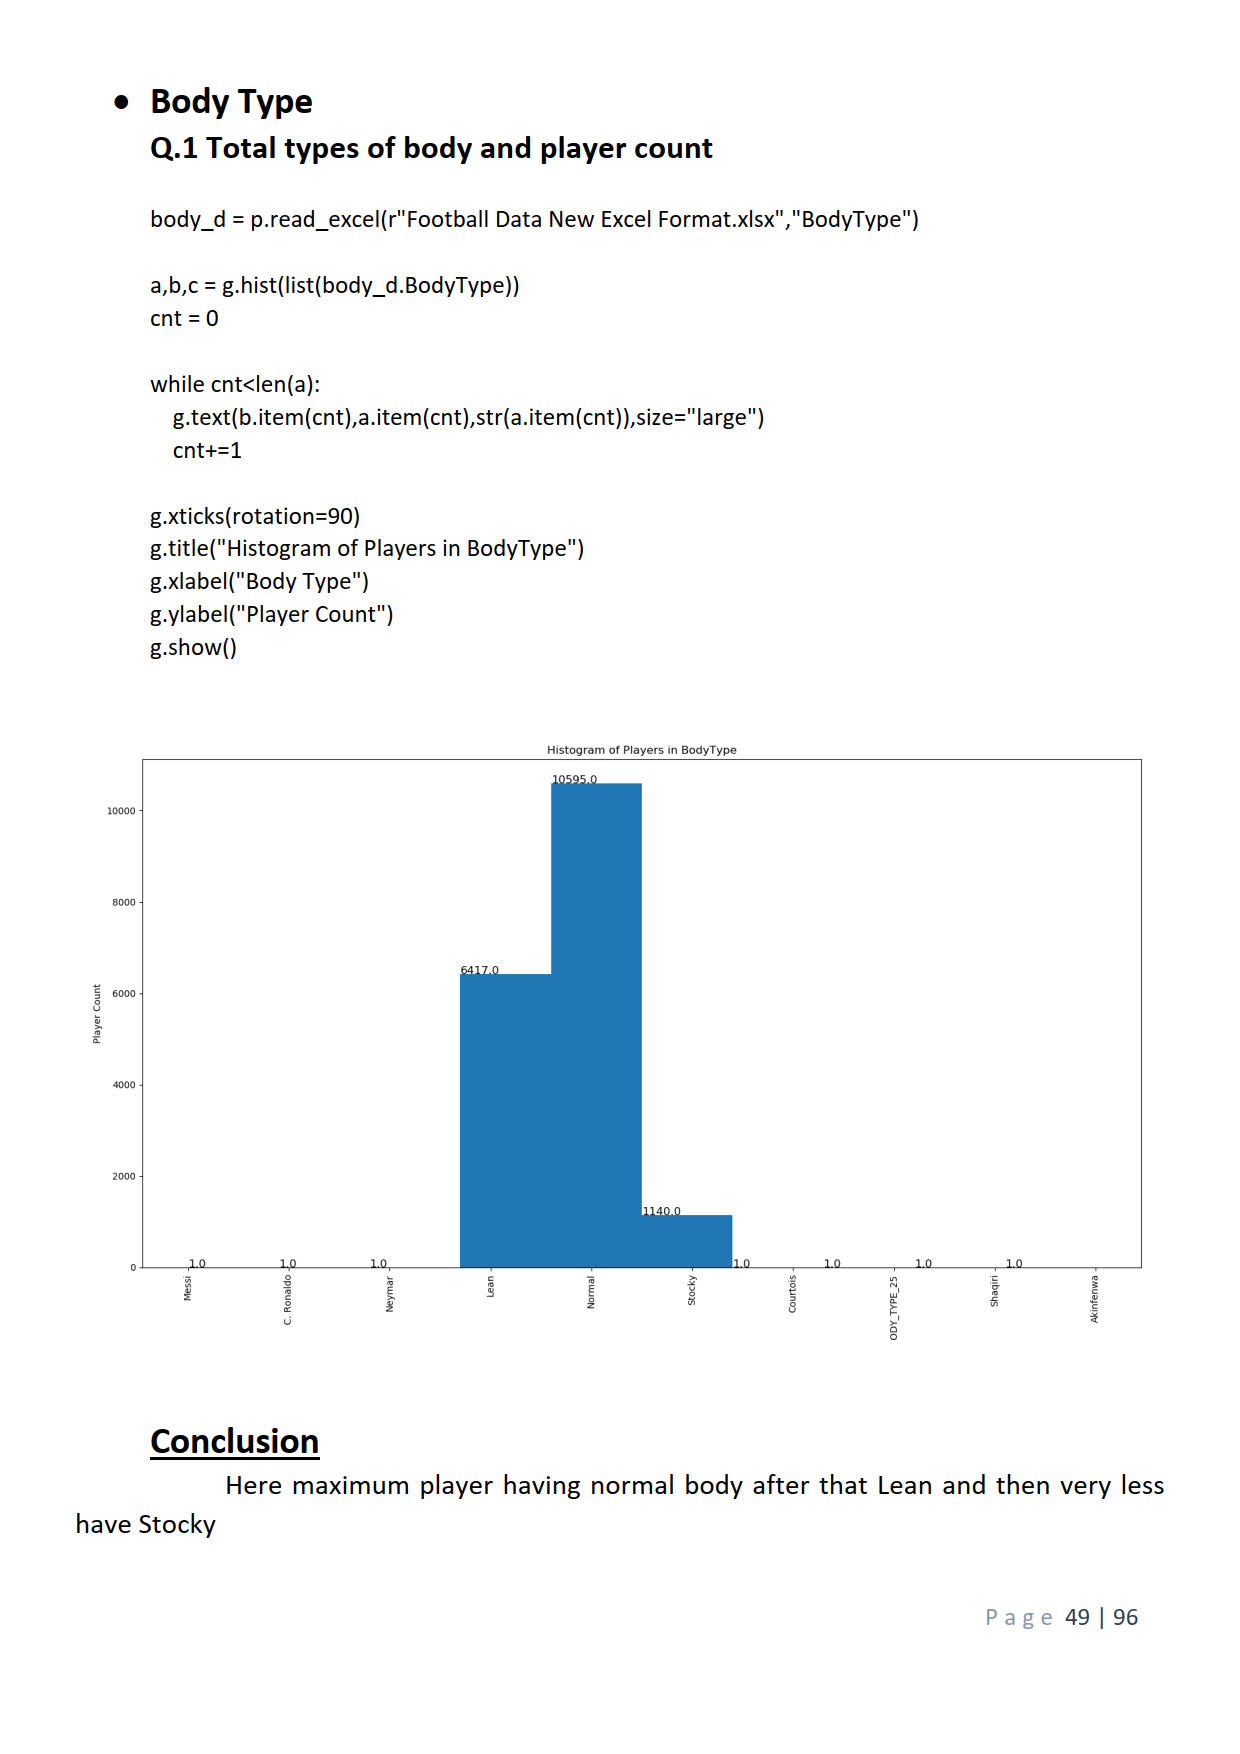 • Body Type
Q.1 Total types of body and player count
body_d = p.read_excel(r"Football Data New Excel Format.xlsx","BodyType")
a,b,c = g.hist(list(body_d.BodyType))
cnt = 0
while cnt<len(a):
g.text(b.item(cnt),a.item(cnt),str(a.item(cnt)),size="large")
cnt+=1
g.xticks(rotation=90)
g.title("Histogram of Players in BodyType")
g.xlabel("Body Type")
g.ylabel("Player Count")
g.show()
Histogram of Players in BodyType
10595.0
10000
8000
6417.0
6000
Player Count
4000
2000
1140.0
0
1.0 1.0 1.0 1.0 1.0 1.0 1.0
Messi
C. Ronaldo
Neymar
Lean
Normal
Stocky
Courtois
ODY_TYPE_25
Shaqiri
Akinfenwa
Conclusion
Here maximum player having normal body after that Lean and then very less
have Stocky
Page 49 | 96